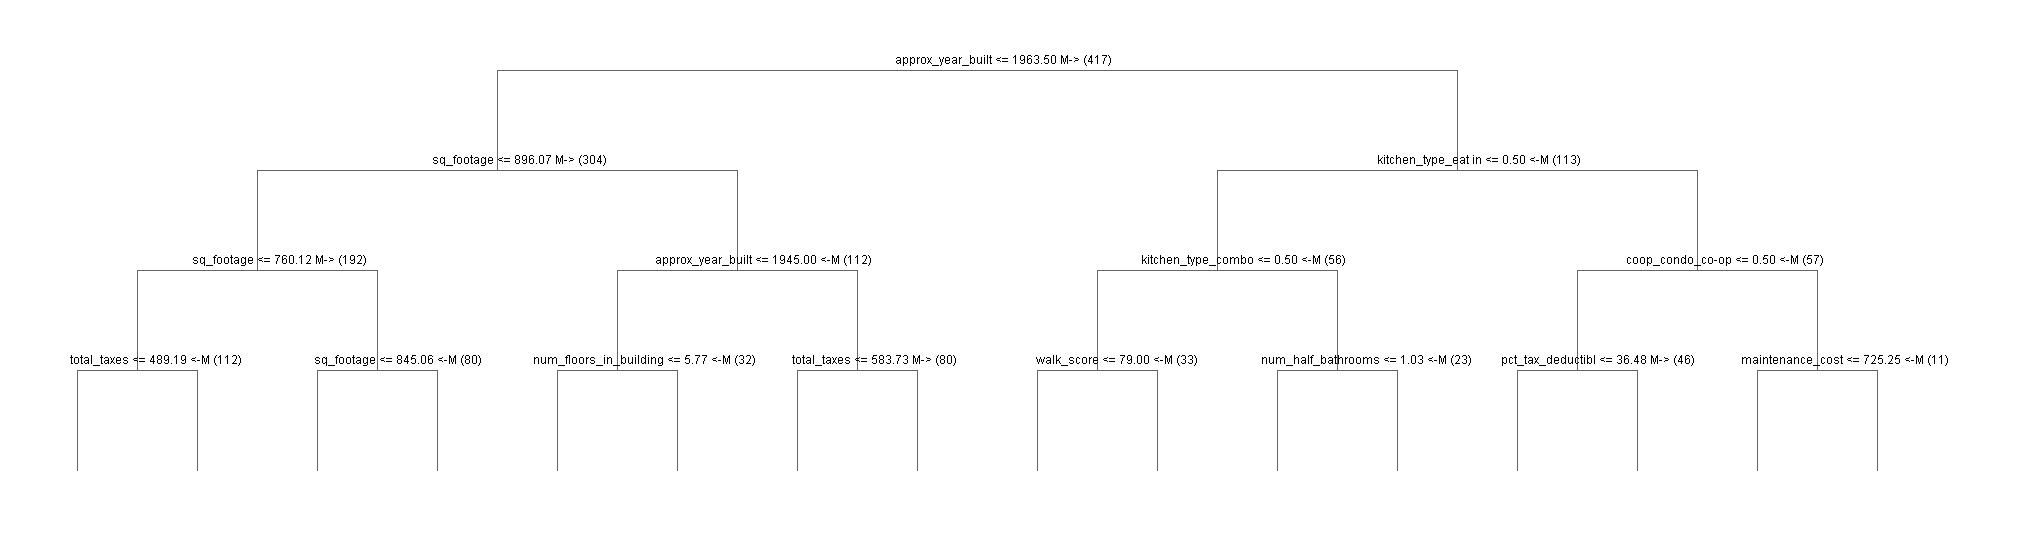 approx_year_built <= 1963.50 M-> (417)
sq_footage <= 896.07 M-> (304)
kitchen_type_eat in <= 0.50 <-M (113)
sq_footage <= 760.12 M-> (192)
approx_year_built <= 1945.00 <-M (112)
kitchen_type_combo <= 0.50 <-M (56)
coop_condo_co-op <= 0.50 <-M (57)
total_taxes <= 489.19 <-M (112)
sq_footage <= 845.06 <-M (80)
num_floors_in_building <= 5.77 <-M (32)
total_taxes <= 583.73 M-> (80)
walk_score <= 79.00 <-M (33)
num_half_bathrooms <= 1.03 <-M (23)
pct_tax_deductibl <= 36.48 M-> (46)
maintenance_cost <= 725.25 <-M (11)